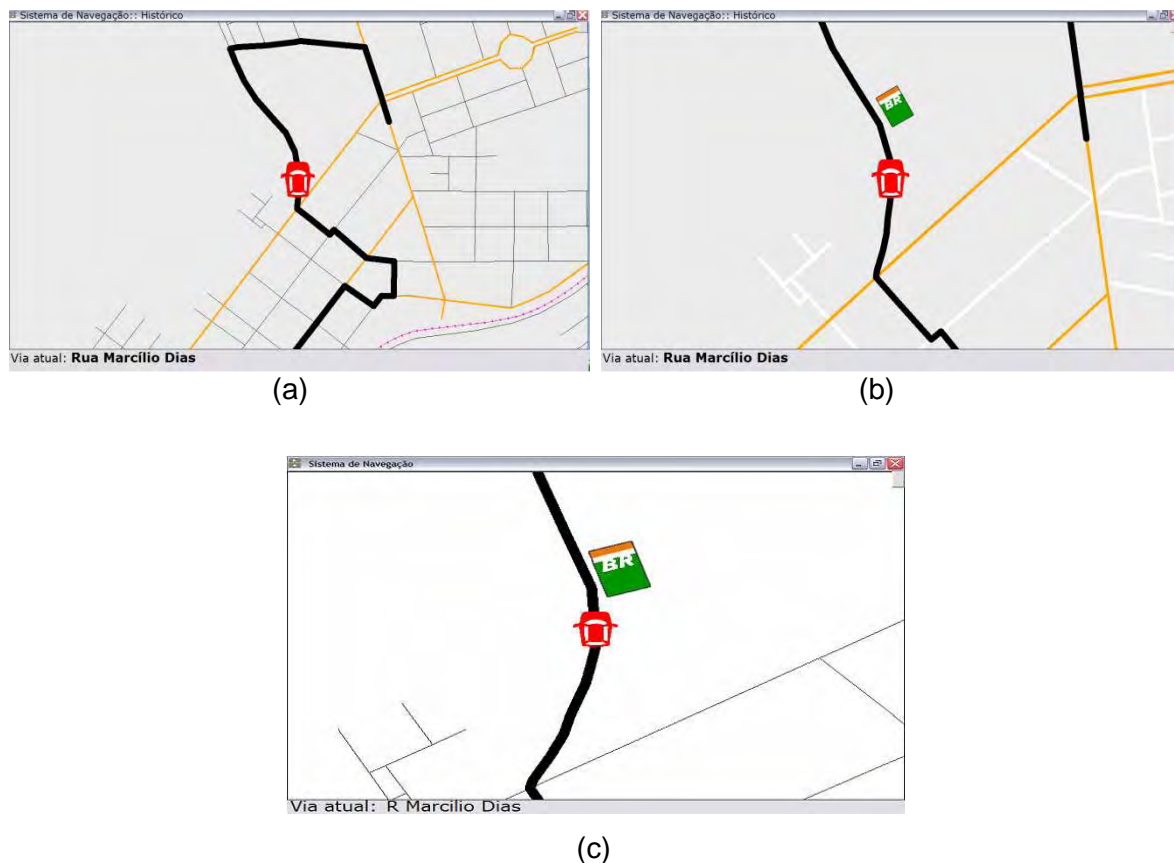 Sistema de Navegação:: Histórico
Sistema de Navegação:: Histórico
BR
Via atual: Rua Marcílio Dias
Via atual: Rua Marcílio Dias
(a)
(b)
Sistema de Navegação
BR
Via atual: R Marcilio Dias
(c)